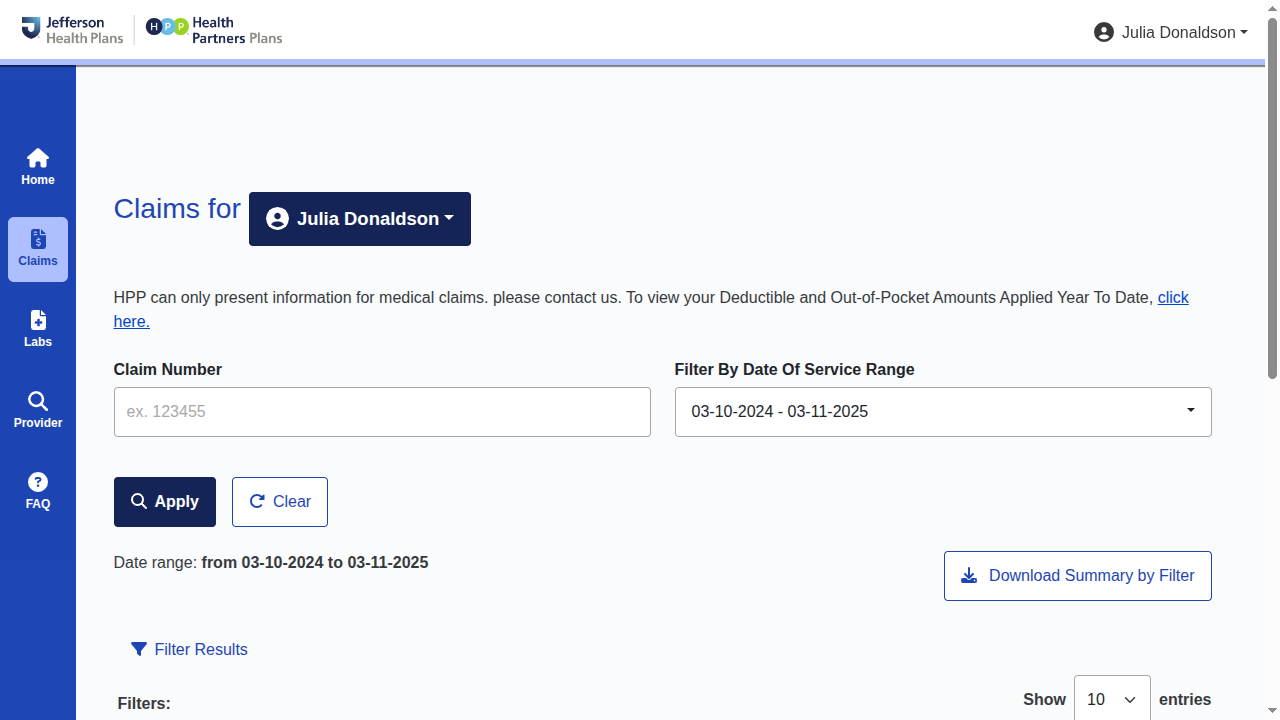 Jefferson
Health Plans
HPP
Health
Partners Plans
Julia Donaldson
Home
Claims
Labs
Provider
FAQ
Claims for Julia Donaldson
HPP can only present information for medical claims. please contact us. To view your Deductible and Out-of-Pocket Amounts Applied Year To Date, click
here.
Claim Number
Filter By Date Of Service Range
ex. 123455
03-10-2024 - 03-11-2025
Apply
Clear
Date range: from 03-10-2024 to 03-11-2025
Download Summary by Filter
Filter Results
Filters:
Show 10 entries